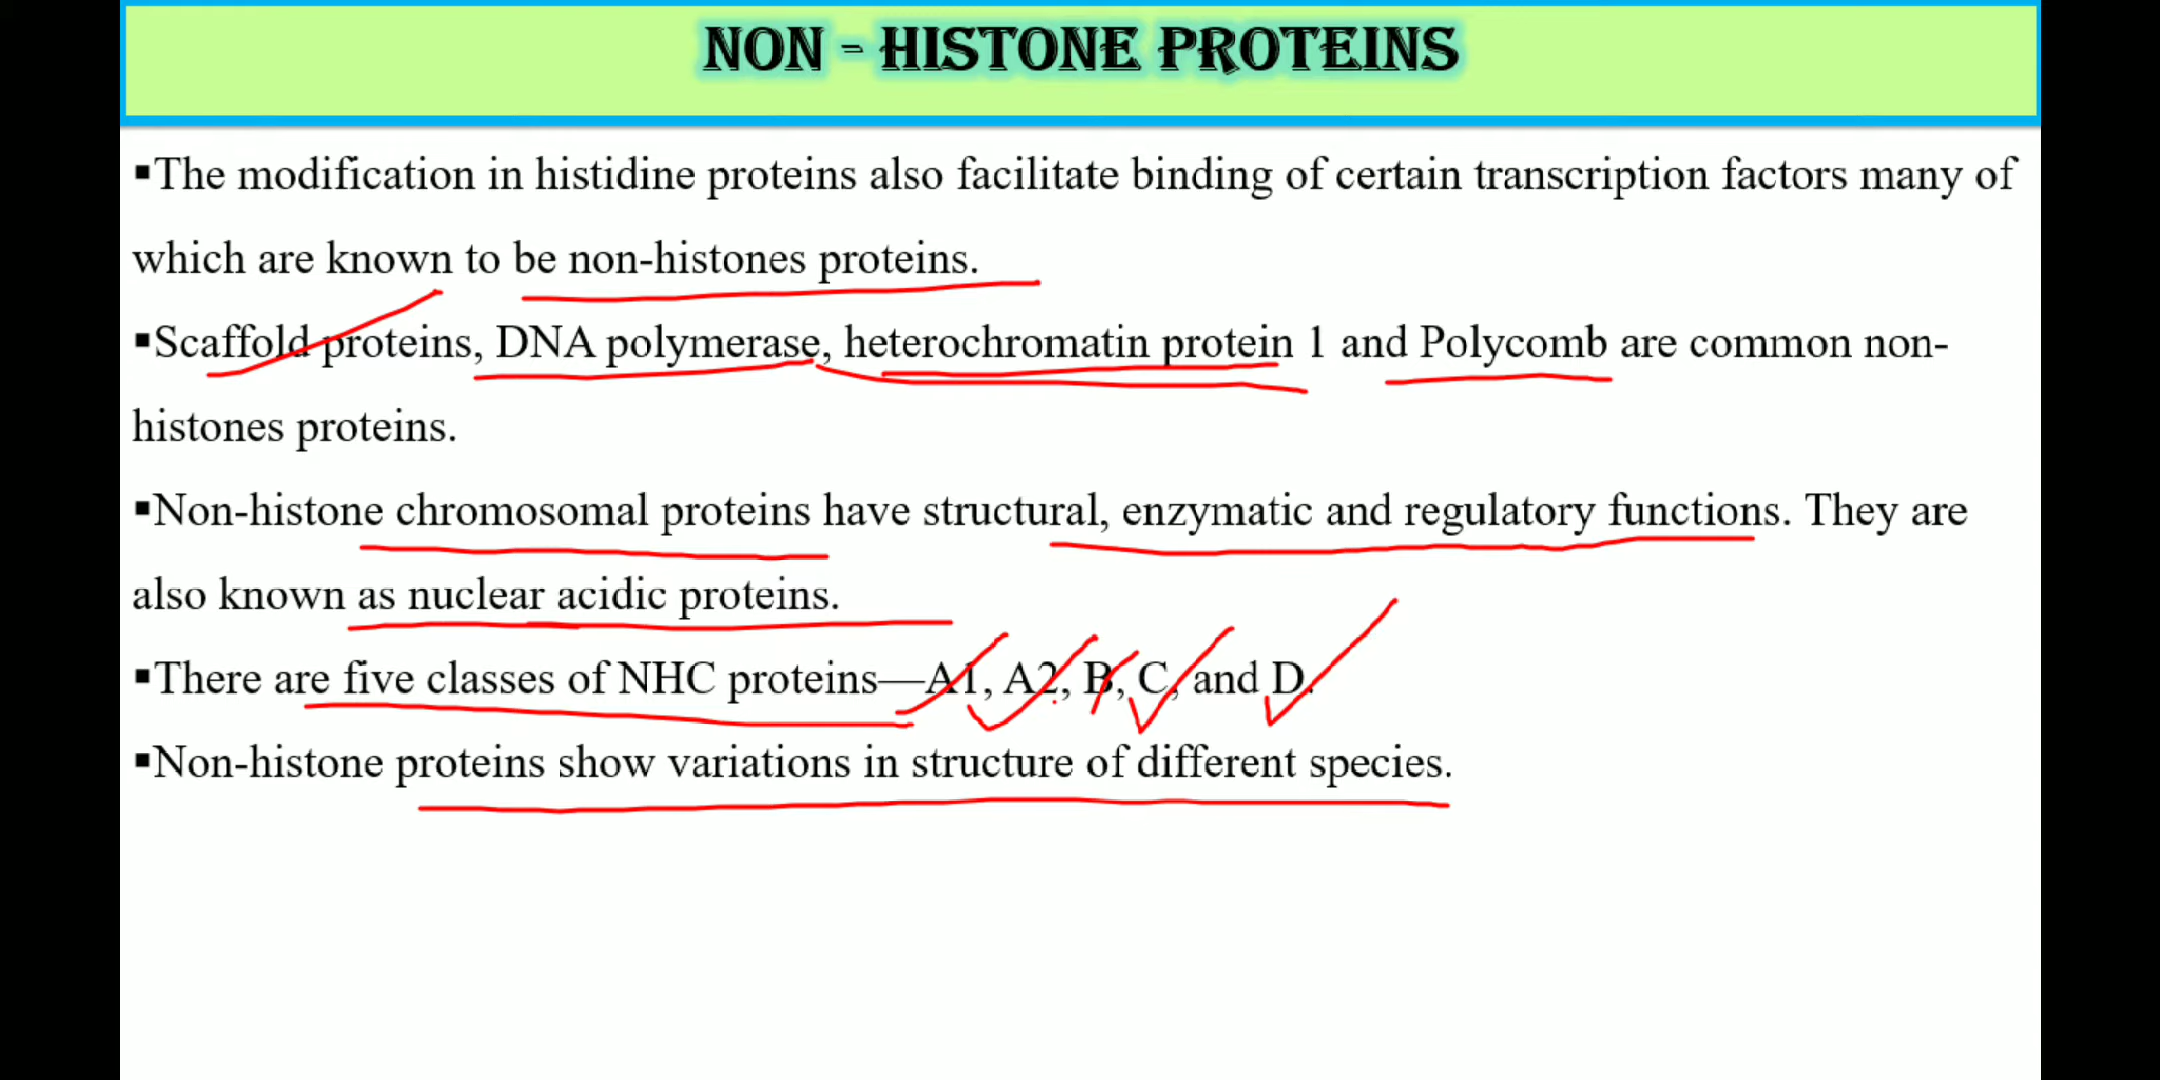 NON - HISTONE PROTEINS
▪The modification in histidine proteins also facilitate binding of certain transcription factors many of
which are known to be non-histones proteins.
▪Scaffold proteins, DNA polymerase, heterochromatin protein 1 and Polycomb are common non-
histones proteins.
▪Non-histone chromosomal proteins have structural, enzymatic and regulatory functions. They are
also known as nuclear acidic proteins.
▪There are five classes of NHC proteins—A1, A2, B, C, and D.
▪Non-histone proteins show variations in structure of different species.